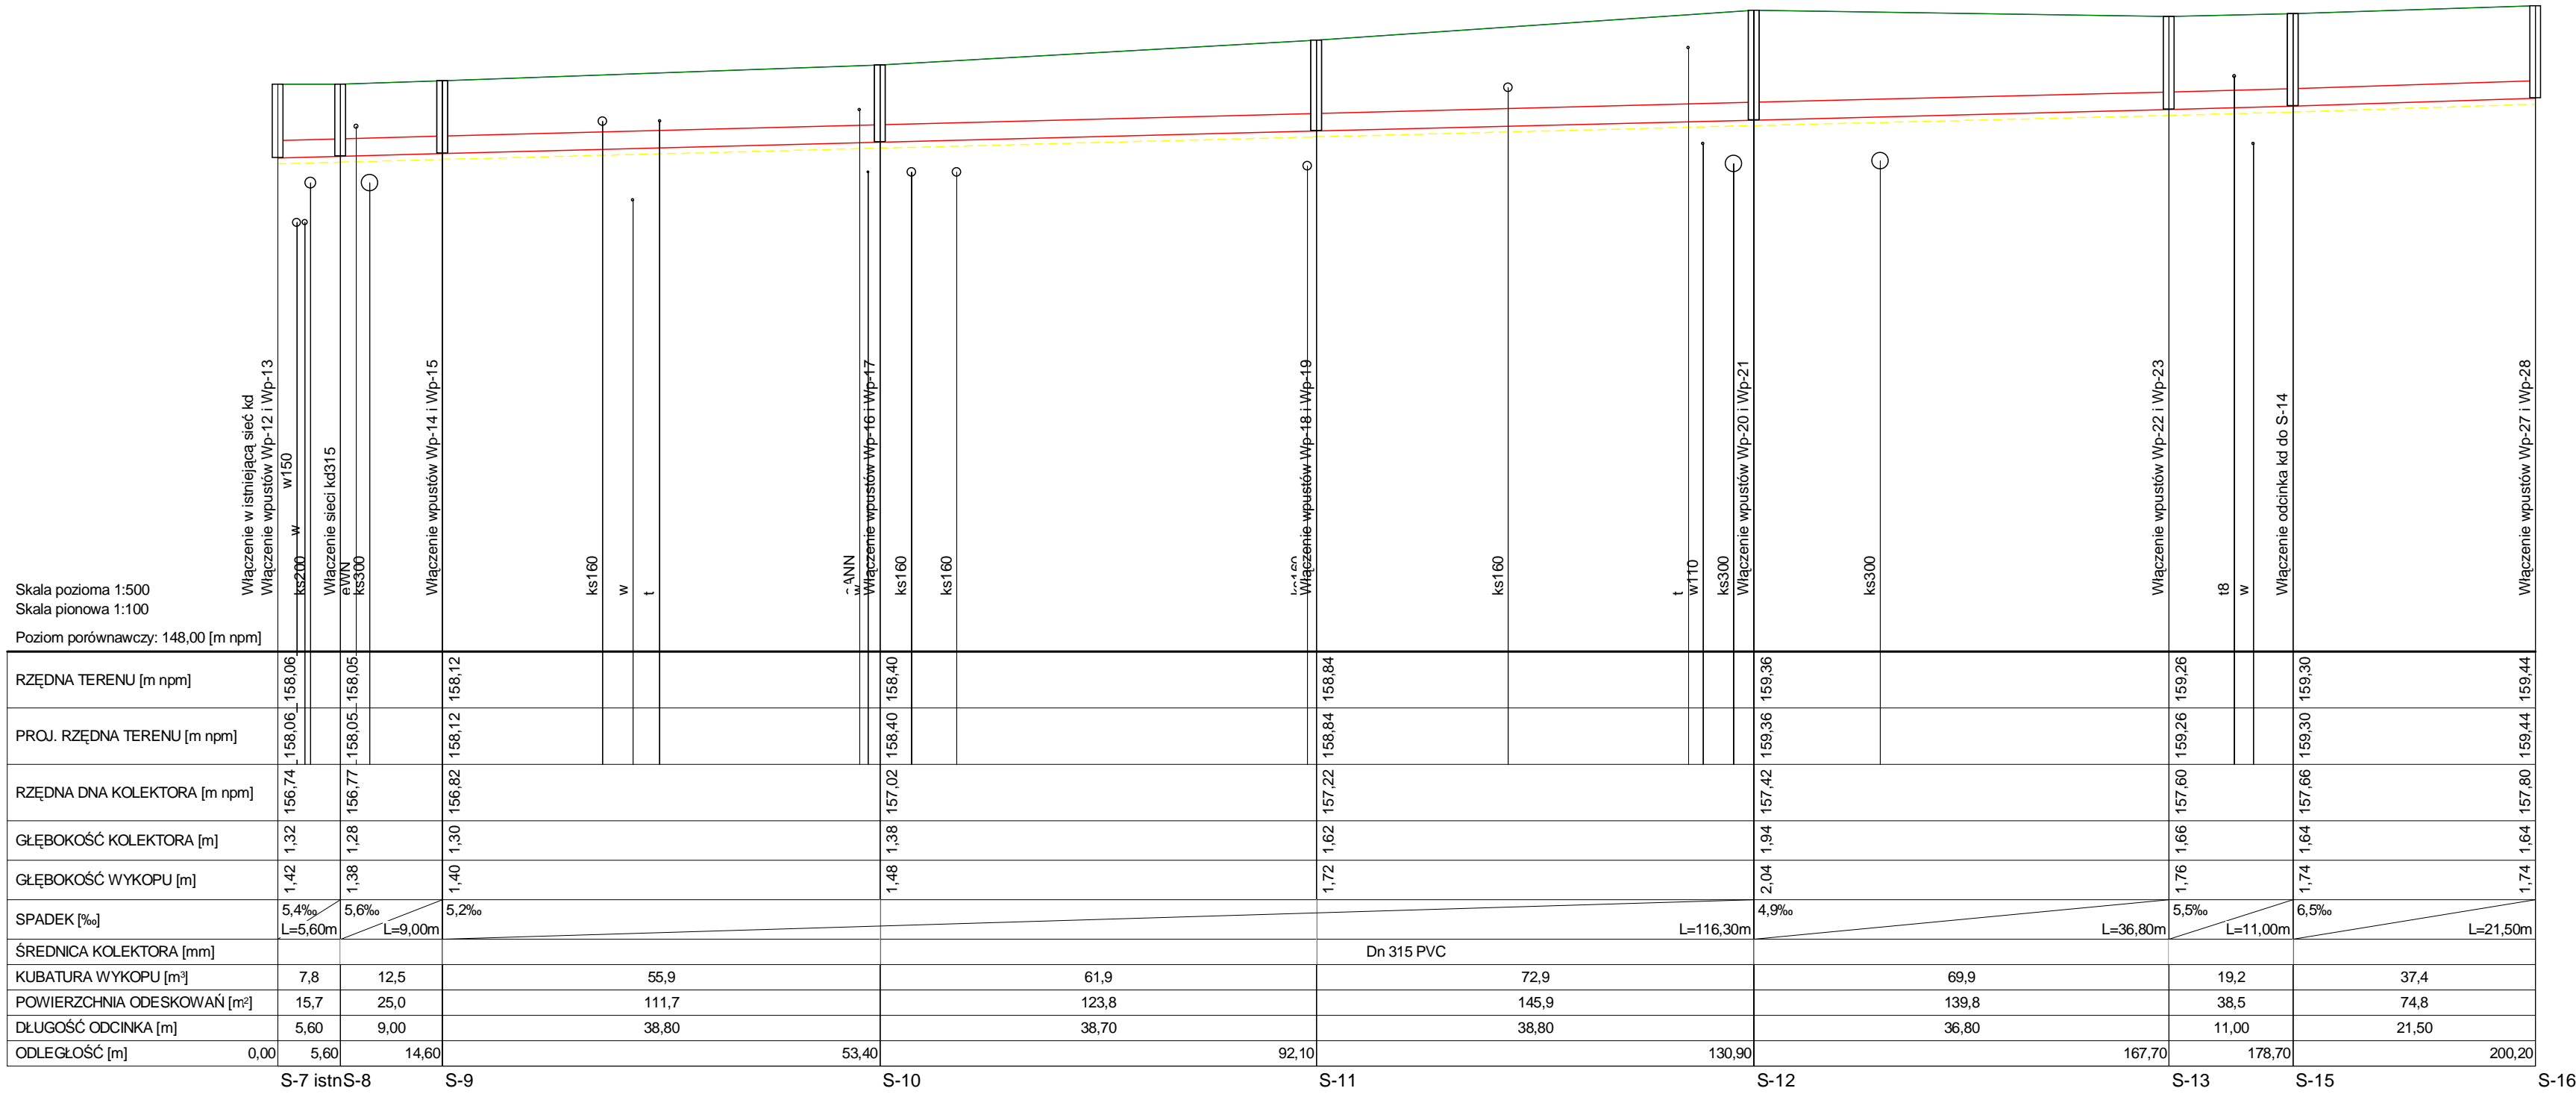 Włączenie w istniejącą sieć kd
Włączenie wpustów Wp-12 i Wp-13
w150
w
ks200
Włączenie sieci kd315
eWN
ks300
Włączenie wpustów Wp-14 i Wp-15
ks160
w
t
w
Włączenie wpustów Wp-16 i Wp-17
ks160
ks160
ks160
Włączenie wpustów Wp-18 i Wp-19
ks160
t
w110
ks300
Włączenie wpustów Wp-20 i Wp-21
ks300
Włączenie wpustów Wp-22 i Wp-23
t8
w
Włączenie odcinka kd do S-14
Włączenie wpustów Wp-27 i Wp-28
Skala pozioma 1:500
Skala pionowa 1:100
Poziom porównawczy: 148,00 [m npm]
RZĘDNA TERENU [m npm] 158,06 158,05 158,12 158,40 158,84 159,36 159,26 159,30 159,44
PROJ. RZĘDNA TERENU [m npm] 158,06 158,05 158,12 158,40 158,84 159,36 159,26 159,30 159,44
RZĘDNA DNA KOLEKTORA [m npm] 156,74 156,77 156,82 157,02 157,22 157,42 157,60 157,66 157,80
GŁĘBOKOŚĆ KOLEKTORA [m] 1,32 1,28 1,30 1,38 1,62 1,94 1,66 1,64 1,64
GŁĘBOKOŚĆ WYKOPU [m] 1,42 1,38 1,40 1,48 1,72 2,04 1,76 1,74 1,74
SPADEK [‰] 5,4‰ L=5,60m 5,6‰ L=9,00m 5,2‰ L=116,30m 4,9‰ L=36,80m 5,5‰ L=11,00m 6,5‰ L=21,50m
ŚREDNICA KOLEKTORA [mm] Dn 315 PVC
KUBATURA WYKOPU [m³] 7,8 12,5 55,9 61,9 72,9 69,9 19,2 37,4
POWIERZCHNIA ODESKOWAŃ [m²] 15,7 25,0 111,7 123,8 145,9 139,8 38,5 74,8
DŁUGOŚĆ ODCINKA [m] 5,60 9,00 38,80 38,70 38,80 36,80 11,00 21,50
ODLEGŁOŚĆ [m] 0,00 5,60 14,60 53,40 92,10 130,90 167,70 178,70 200,20
S-7 istn S-8 S-9 S-10 S-11 S-12 S-13 S-15 S-16